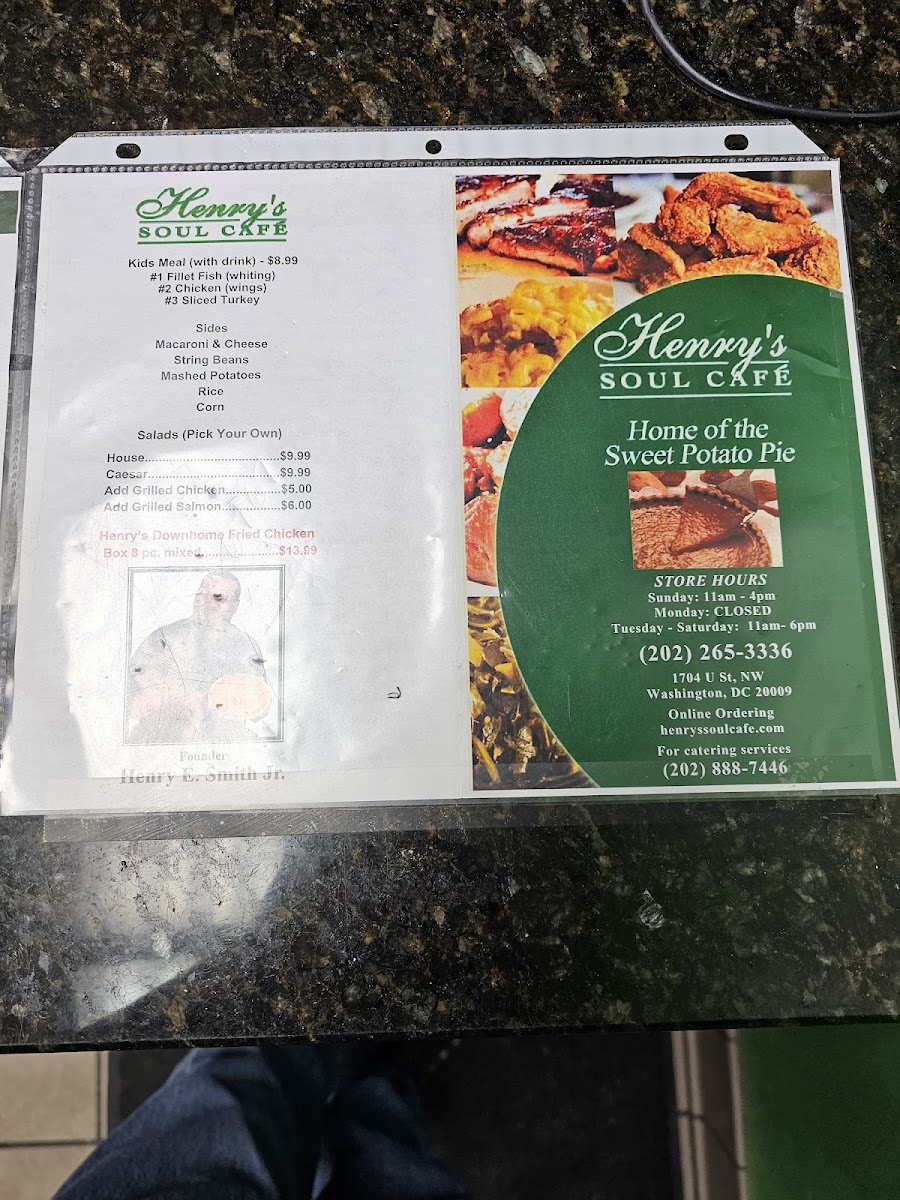 Henry's
SOUL CAFÉ
Kids Meal (with drink) - $8.99
#1 Fillet Fish (whiting)
#2 Chicken (wings)
#3 Sliced Turkey
Sides
Macaroni & Cheese
String Beans
Mashed Potatoes
Rice
Corn
Salads (Pick Your Own)
House........................................$9.99
Caesar.......................................$9.99
Add Grilled Chicken................$5.00
Add Grilled Salmon.................$6.00
Henry's Downhome Fried Chicken
Box 8 pc. mixed......................$13.99
Founder
Henry E. Smith Jr.
Henry's
SOUL CAFÉ
Home of the
Sweet Potato Pie
STORE HOURS
Sunday: 11am - 4pm
Monday: CLOSED
Tuesday - Saturday: 11am- 6pm
(202) 265-3336
1704 U St, NW
Washington, DC 20009
Online Ordering
henryssoulcafe.com
For catering services
(202) 888-7446